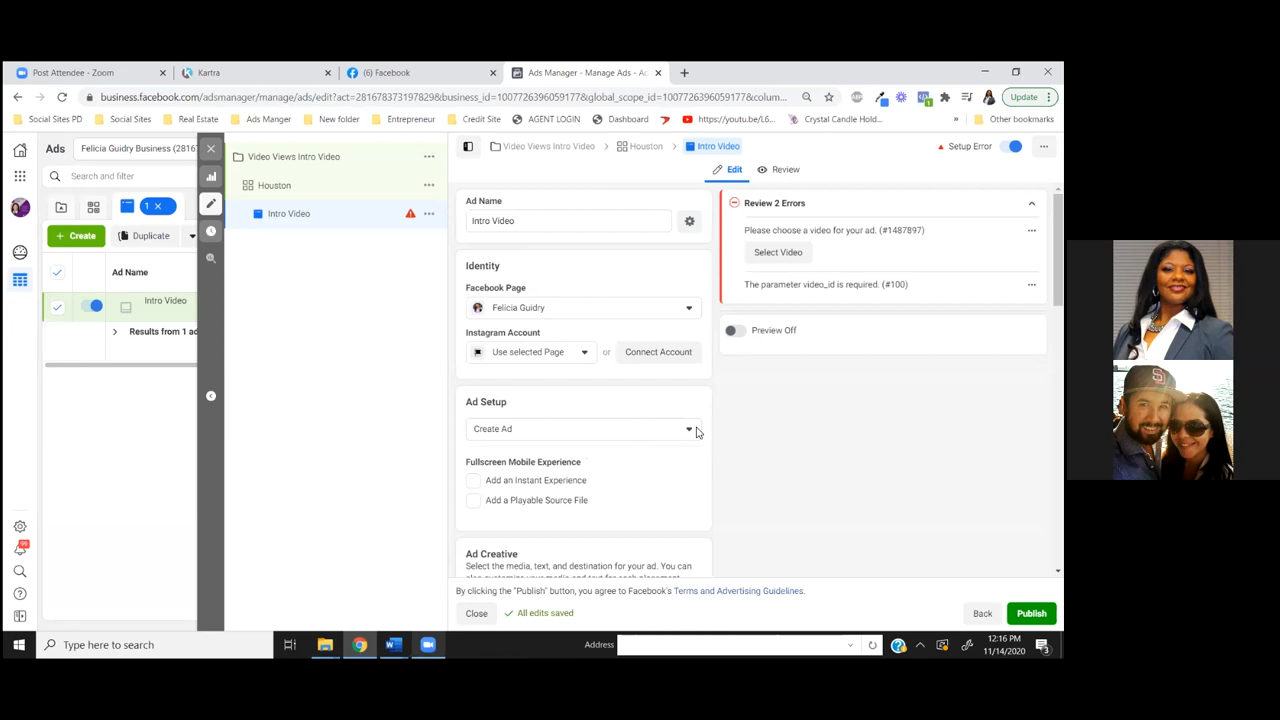 Post Attendee - Zoom
Kartra
(6) Facebook
Ads Manager - Manage Ads - Ac
business.facebook.com/adsmanager/manage/ads/edit?act=281678373197829&business_id=1007726396059177&global_scope_id=1007726396059177&colum...
Update
Social Sites PD
Social Sites
Real Estate
Ads Manger
New folder
Entrepreneur
Credit Site
AGENT LOGIN
Dashboard
https://youtu.be/L6...
Crystal Candle Hold...
»
Other bookmarks
Ads
Felicia Guidry Business (2816
Search and filter
1
+ Create
Duplicate
Ad Name
Intro Video
Results from 1 ad
Video Views Intro Video
Houston
Intro Video
Video Views Intro Video > Houston > Intro Video
Setup Error
Edit
Review
Ad Name
Intro Video
Identity
Facebook Page
Felicia Guidry
Instagram Account
Use selected Page
or
Connect Account
Ad Setup
Create Ad
Fullscreen Mobile Experience
Add an Instant Experience
Add a Playable Source File
Ad Creative
Select the media, text, and destination for your ad. You can
Review 2 Errors
Please choose a video for your ad. (#1487897)
Select Video
The parameter video_id is required. (#100)
Preview Off
By clicking the "Publish" button, you agree to Facebook's Terms and Advertising Guidelines.
Close
All edits saved
Back
Publish
99
Type here to search
Address
12:16 PM
11/14/2020
3